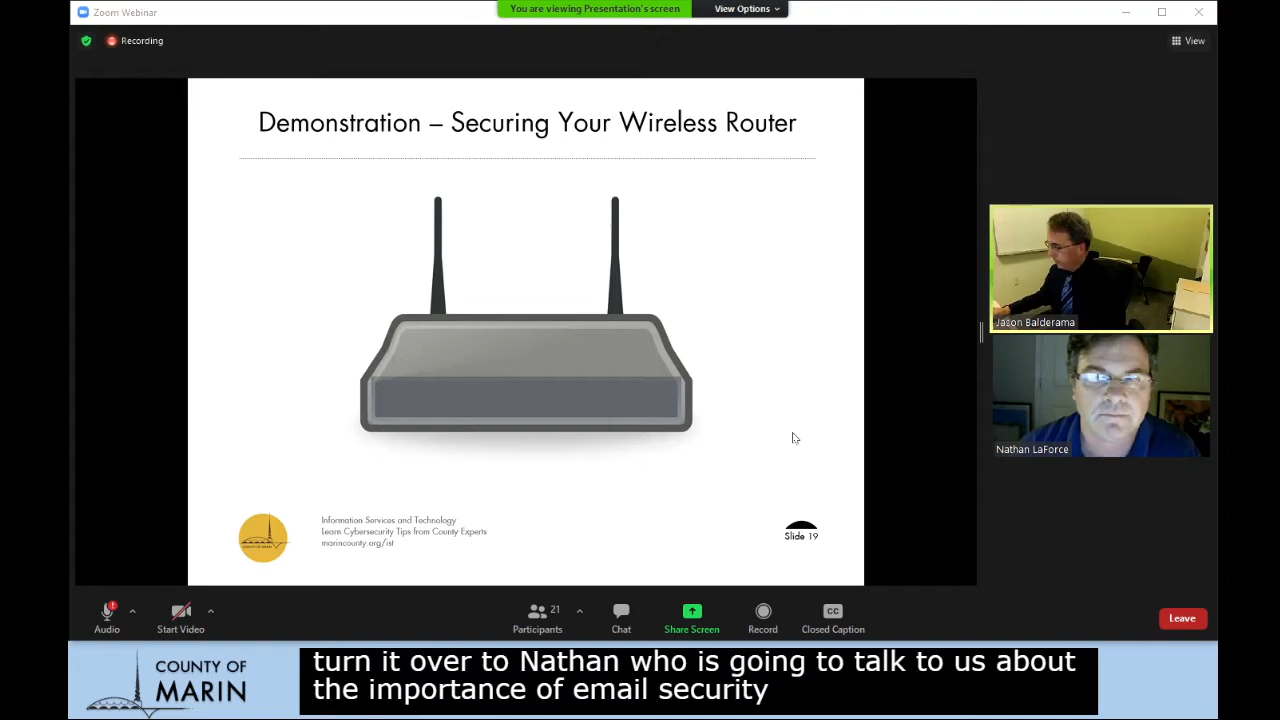 Zoom Webinar
You are viewing Presentation's screen
View Options
Recording
View
Demonstration – Securing Your Wireless Router
Jason Balderama
Nathan LaForce
Information Services and Technology
Learn Cybersecurity Tips from County Experts
marincounty.org/ist
Slide 19
Audio
Start Video
Participants
21
Chat
Share Screen
Record
CC
Closed Caption
Leave
COUNTY OF
MARIN
turn it over to Nathan who is going to talk to us about
the importance of email security